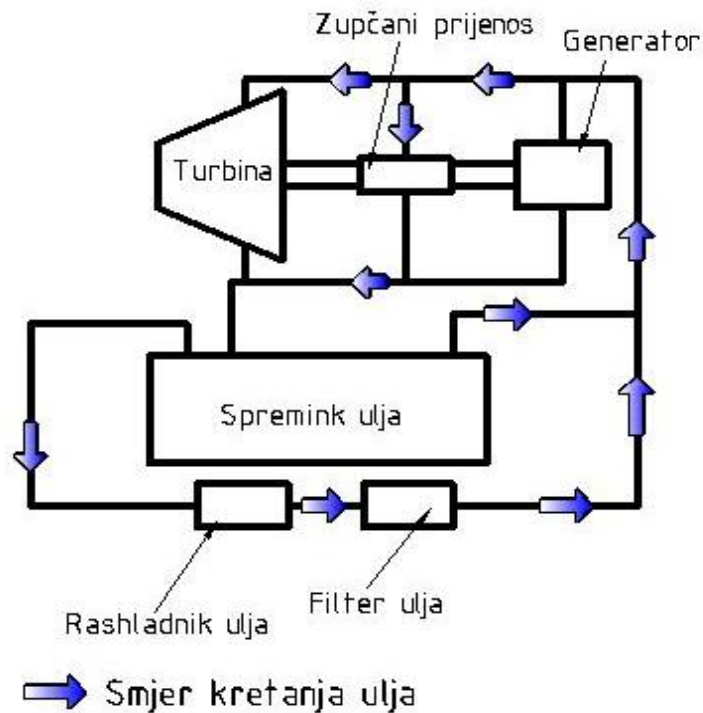 Zupčani prijenos
Generator
Turbina
Spremink ulja
Filter ulja
Rashladnik ulja
Smjer kretanja ulja